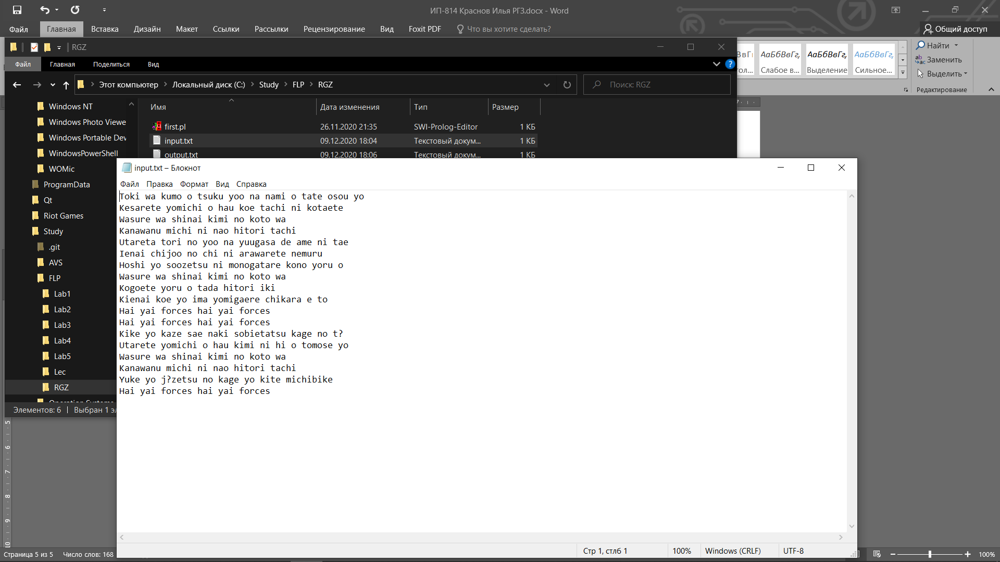 ИП-814 Краснов Илья РГЗ.docx - Word
Файл
Главная
Вставка
Дизайн
Макет
Ссылки
Рассылки
Рецензирование
Вид
Foxit PDF
Что вы хотите сделать?
Общий доступ
RGZ
Файл
Главная
Поделиться
Вид
АаБбВвГг,
АаБбВвГг,
АаБбВвГг,
Слабое в...
Выделение
Сильное...
Найти
Заменить
Выделить
Редактирование
Этот компьютер
Локальный диск (C:)
Study
FLP
RGZ
Поиск: RGZ
Имя
Дата изменения
Тип
Размер
first.pl 26.11.2020 21:35 SWI-Prolog-Editor 1 КБ
input.txt 09.12.2020 18:04 Текстовый докум... 1 КБ
output.txt 09.12.2020 18:06 Текстовый докум... 1 КБ
Windows NT
Windows Photo Viewe
Windows Portable Dev
WindowsPowerShell
WOMic
ProgramData
Qt
Riot Games
Study
.git
AVS
FLP
Lab1
Lab2
Lab3
Lab4
Lab5
Lec
RGZ
Operation Systems
Элементов: 6
Выбран 1 эл
input.txt – Блокнот
Файл Правка Формат Вид Справка
Toki wa kumo o tsuku yoo na nami o tate osou yo
Kesarete yomichi o hau koe tachi ni kotaete
Wasure wa shinai kimi no koto wa
Kanawanu michi ni nao hitori tachi
Utareta tori no yoo na yuugasa de ame ni tae
Ienai chijoo no chi ni arawarete nemuru
Hoshi yo soozetsu ni monogatare kono yoru o
Wasure wa shinai kimi no koto wa
Kogoete yoru o tada hitori iki
Kienai koe yo ima yomigaere chikara e to
Hai yai forces hai yai forces
Hai yai forces hai yai forces
Kike yo kaze sae naki sobietatsu kage no t?
Utarete yomichi o hau kimi ni hi o tomose yo
Wasure wa shinai kimi no koto wa
Kanawanu michi ni nao hitori tachi
Yuke yo j?zetsu no kage yo kite michibike
Hai yai forces hai yai forces
Стр 1, стлб 1
100%
Windows (CRLF)
UTF-8
5
6
7
8
9
10
Страница 5 из 5
Число слов: 168
100%